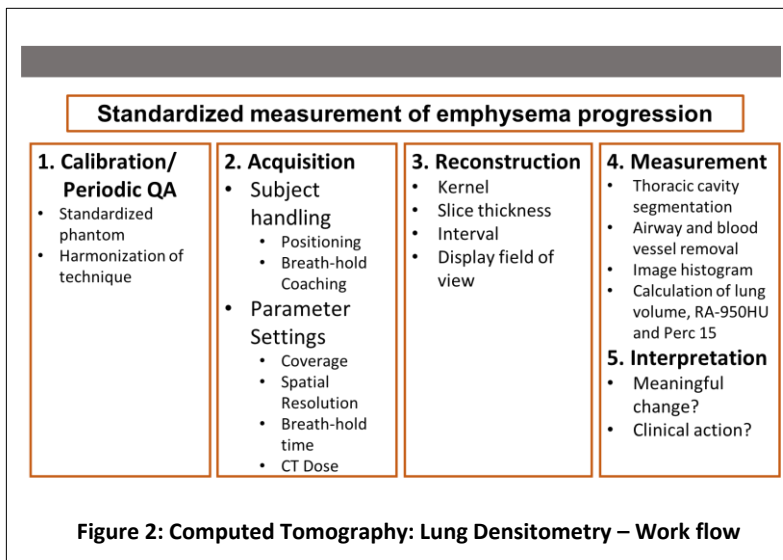 Standardized measurement of emphysema progression
1. Calibration/
Periodic QA
• Standardized
phantom
• Harmonization of
technique
2. Acquisition
• Subject
handling
• Positioning
• Breath-hold
Coaching
• Parameter
Settings
• Coverage
• Spatial
Resolution
• Breath-hold
time
• CT Dose
3. Reconstruction
• Kernel
• Slice thickness
• Interval
• Display field of
view
4. Measurement
• Thoracic cavity
segmentation
• Airway and blood
vessel removal
• Image histogram
• Calculation of lung
volume, RA-950HU
and Perc 15
5. Interpretation
• Meaningful
change?
• Clinical action?
Figure 2: Computed Tomography: Lung Densitometry – Work flow